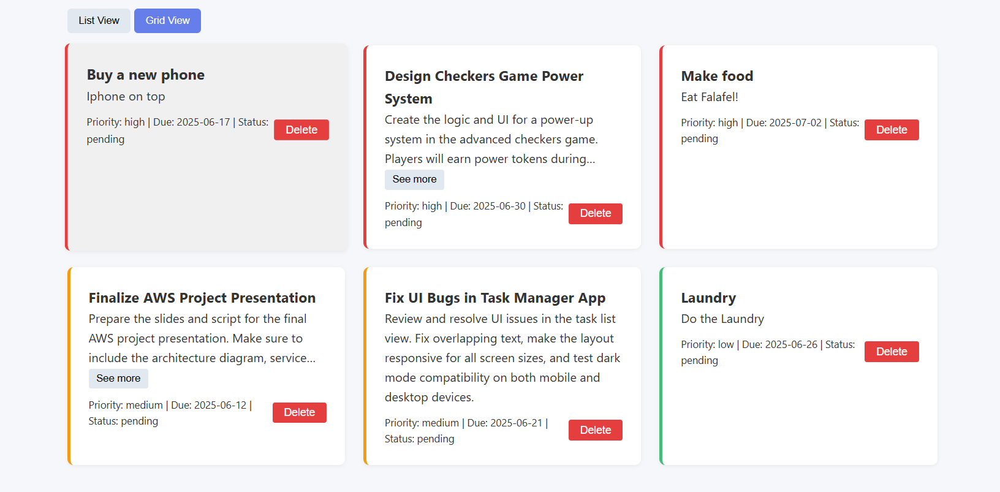 List View
Grid View
Buy a new phone
Iphone on top
Priority: high | Due: 2025-06-17 | Status:
pending
Delete
Design Checkers Game Power
System
Create the logic and UI for a power-up
system in the advanced checkers game.
Players will earn power tokens during...
See more
Priority: high | Due: 2025-06-30 | Status:
pending
Delete
Make food
Eat Falafel!
Priority: high | Due: 2025-07-02 | Status:
pending
Delete
Finalize AWS Project Presentation
Prepare the slides and script for the final
AWS project presentation. Make sure to
include the architecture diagram, service...
See more
Priority: medium | Due: 2025-06-12 |
Status: pending
Delete
Fix UI Bugs in Task Manager App
Review and resolve UI issues in the task list
view. Fix overlapping text, make the layout
responsive for all screen sizes, and test dark
mode compatibility on both mobile and
desktop devices.
Priority: medium | Due: 2025-06-21 |
Status: pending
Delete
Laundry
Do the Laundry
Priority: low | Due: 2025-06-26 | Status:
pending
Delete